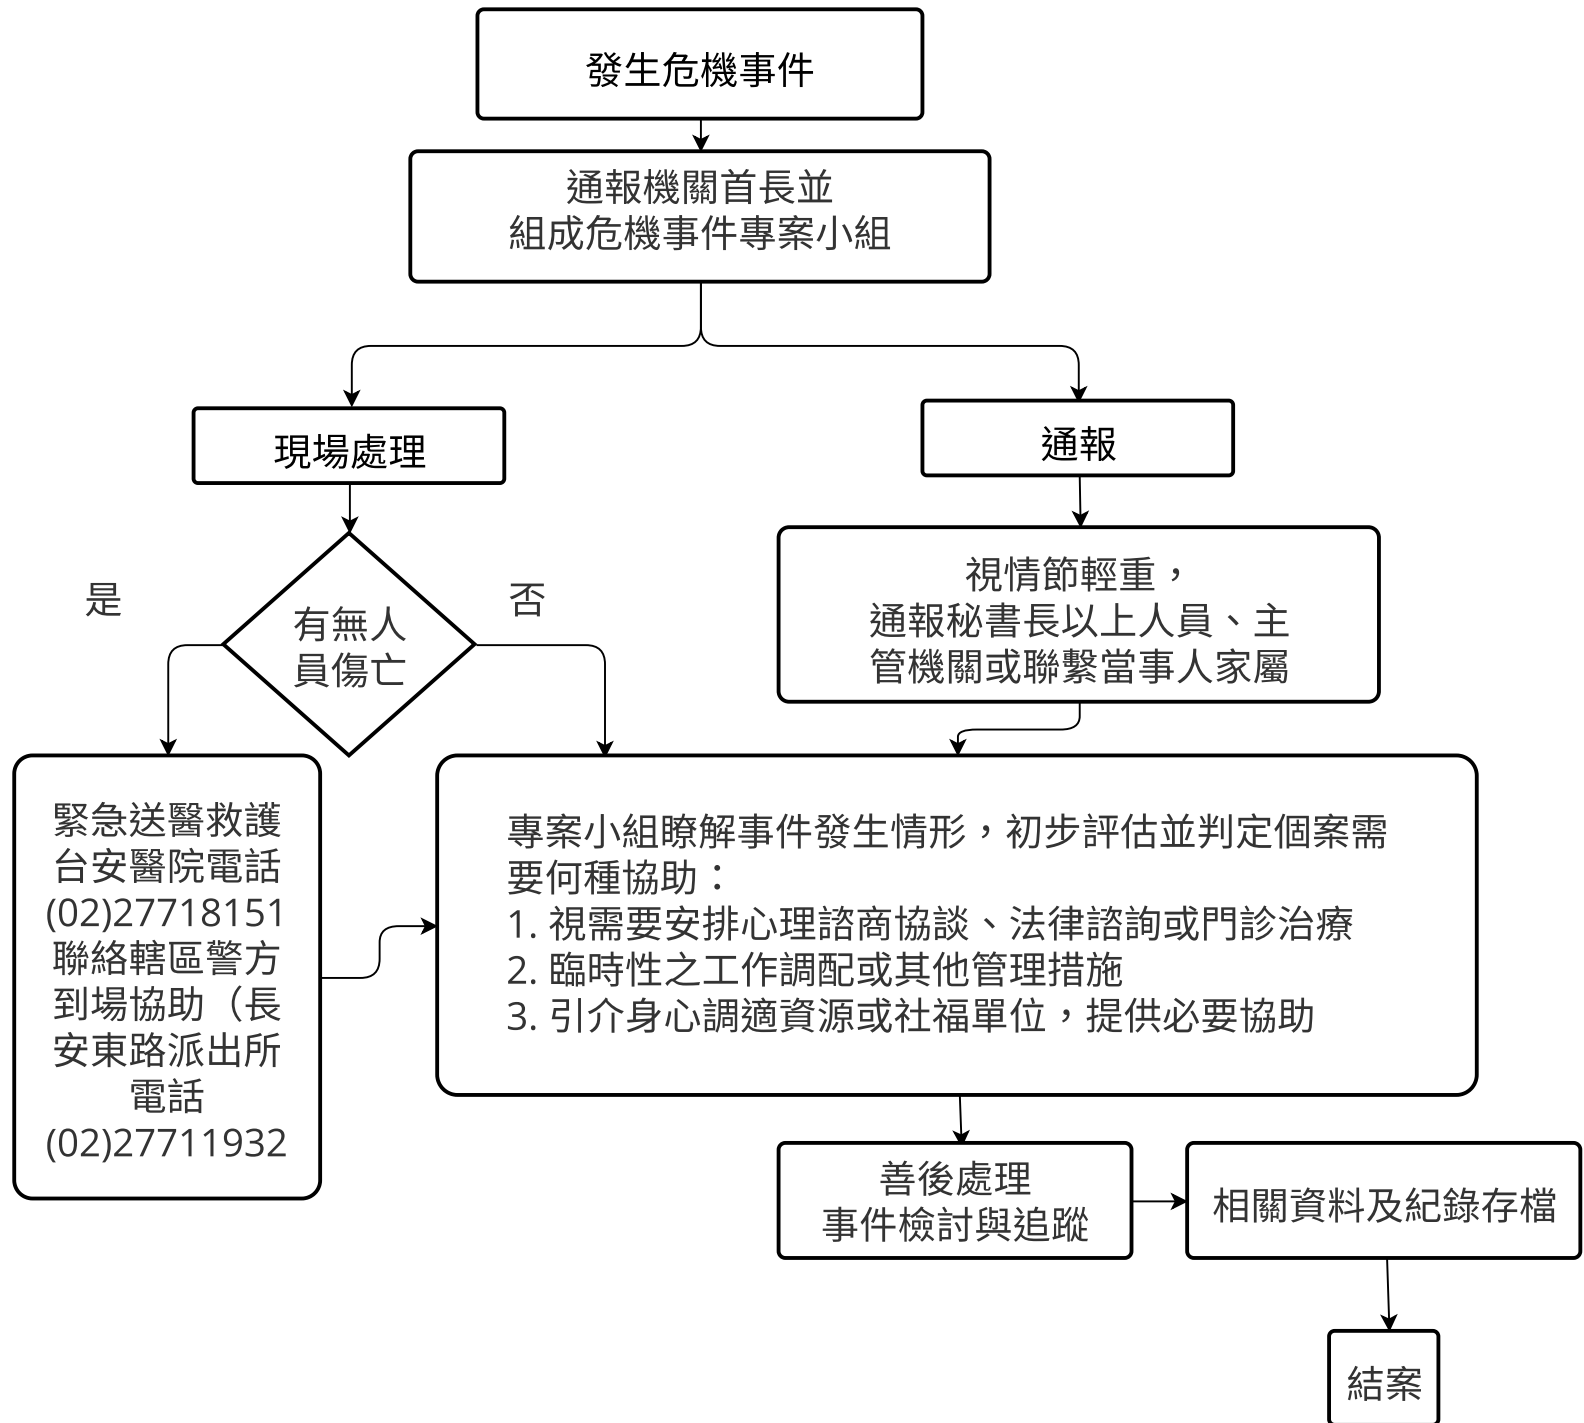 發生危機事件
通報機關首長並
組成危機事件專案小組
現場處理
通報
是
否
有無人
員傷亡
視情節輕重，
通報秘書長以上人員、主
管機關或聯繫當事人家屬
緊急送醫救護
台安醫院電話
(02)27718151
聯絡轄區警方
到場協助（長
安東路派出所
電話
(02)27711932
專案小組瞭解事件發生情形，初步評估並判定個案需
要何種協助：
1. 視需要安排心理諮商協談、法律諮詢或門診治療
2. 臨時性之工作調配或其他管理措施
3. 引介身心調適資源或社福單位，提供必要協助
善後處理
事件檢討與追蹤
相關資料及紀錄存檔
結案